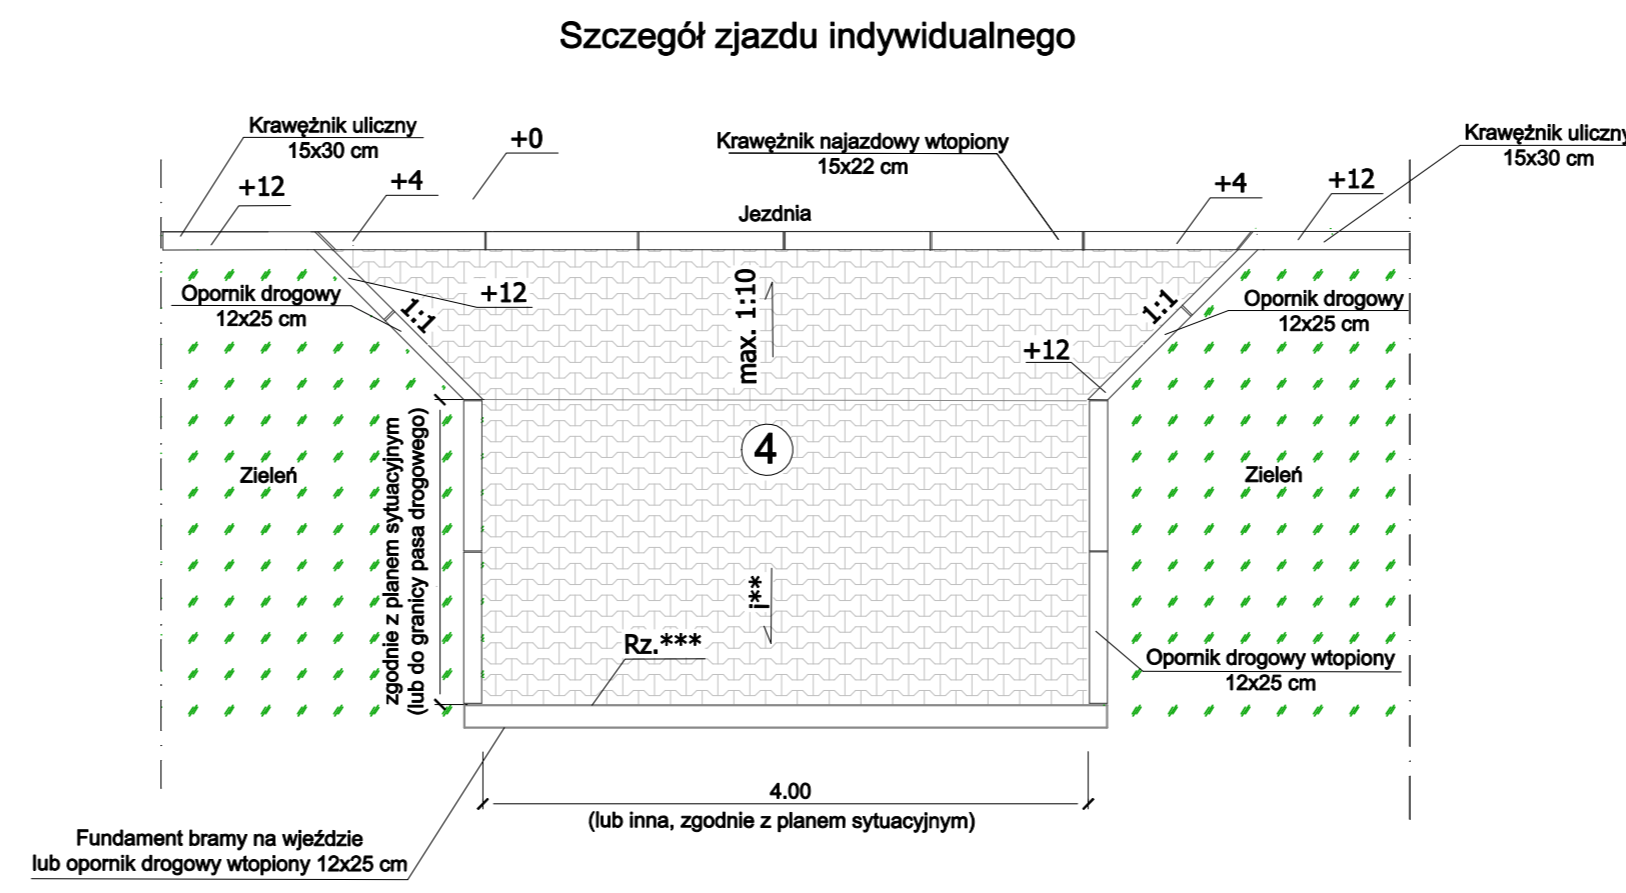 Szczegół zjazdu indywidualnego
Krawężnik uliczny
15x30 cm
+12
+4
+0
Krawężnik najazdowy wtopiony
15x22 cm
Jezdnia
+4
+12
Krawężnik uliczny
15x30 cm
Opornik drogowy
12x25 cm
+12
1:1
max. 1:10
1:1
Opornik drogowy
12x25 cm
+12
4
Zieleń
zgodnie z planem sytuacyjnym
(lub do granicy pasa drogowego)
Zieleń
i**
Rz.***
Opornik drogowy wtopiony
12x25 cm
4.00
(lub inna, zgodnie z planem sytuacyjnym)
Fundament bramy na wjeździe
lub opornik drogowy wtopiony 12x25 cm